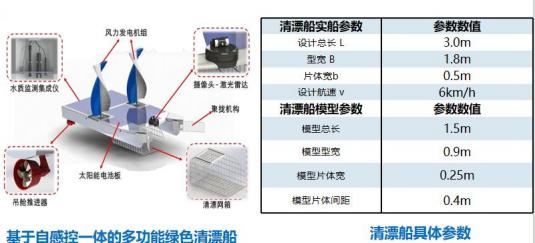 风力发电机组
水质监测集成仪
摄像头-激光雷达
聚拢机构
太阳能电池板
吊舱推进器
清漂网箱
基于自感控一体的多功能绿色清漂船
清漂船实船参数 参数数值
设计总长 L 3.0m
型宽 B 1.8m
片体宽b 0.5m
设计航速 v 6km/h
清漂船模型参数 参数数值
模型总长 1.5m
模型型宽 0.9m
模型片体宽 0.25m
模型片体间距 0.4m
清漂船具体参数